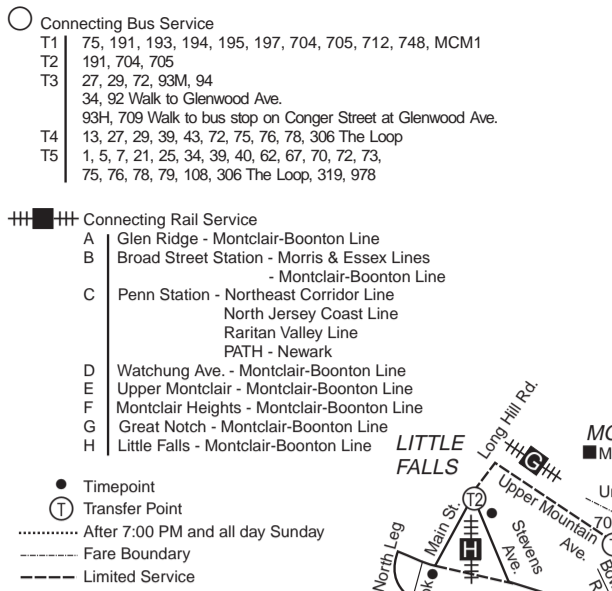 Connecting Bus Service
T1 75, 191, 193, 194, 195, 197, 704, 705, 712, 748, MCM1
T2 191, 704, 705
T3 27, 29, 72, 93M, 94
34, 92 Walk to Glenwood Ave.
93H, 709 Walk to bus stop on Conger Street at Glenwood Ave.
T4 13, 27, 29, 39, 43, 72, 75, 76, 78, 306 The Loop
T5 1, 5, 7, 21, 25, 34, 39, 40, 62, 67, 70, 72, 73,
75, 76, 78, 79, 108, 306 The Loop, 319, 978
Connecting Rail Service
A Glen Ridge - Montclair-Boonton Line
B Broad Street Station - Morris & Essex Lines
- Montclair-Boonton Line
C Penn Station - Northeast Corridor Line
North Jersey Coast Line
Raritan Valley Line
PATH - Newark
D Watchung Ave. - Montclair-Boonton Line
E Upper Montclair - Montclair-Boonton Line
F Montclair Heights - Montclair-Boonton Line
G Great Notch - Montclair-Boonton Line
H Little Falls - Montclair-Boonton Line
Timepoint
T Transfer Point
After 7:00 PM and all day Sunday
Fare Boundary
Limited Service
LITTLE
FALLS
Long Hill Rd.
G
MO
M
Un
70
Upper Mountain
Ave.
T2
Main St.
Stevens
Ave.
H
North Leg